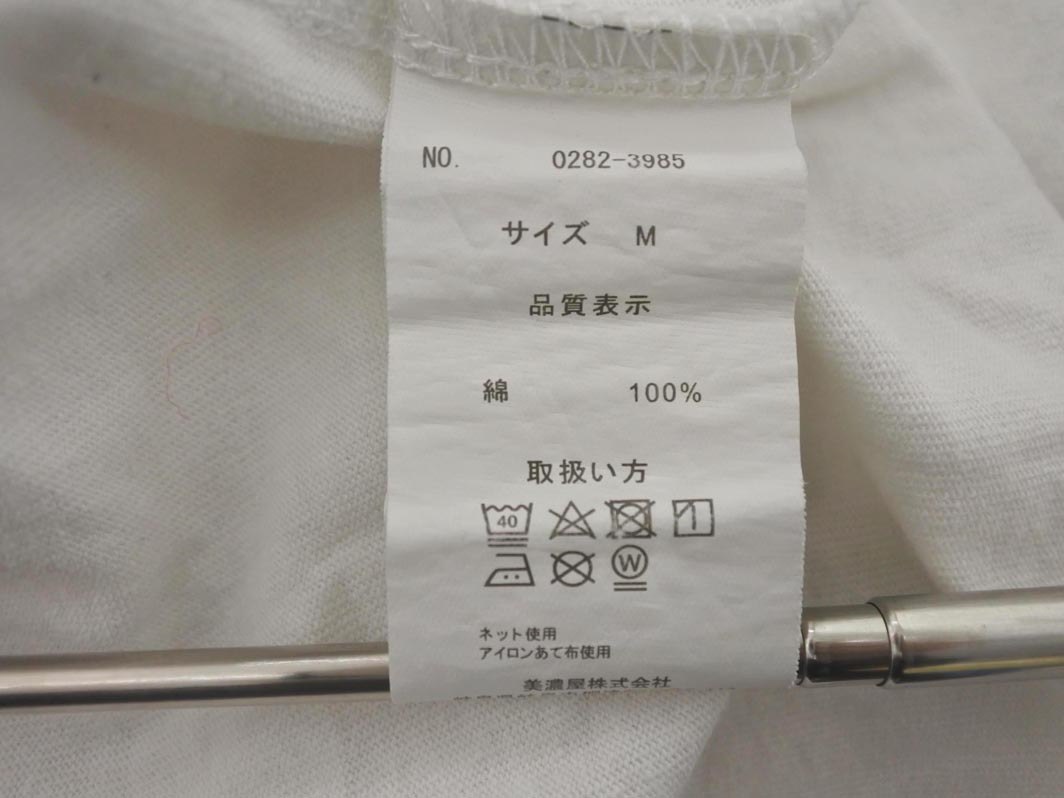 NO. 0282-3985
サイズ M
品質表示
綿 100%
取扱い方
40
W
ネット使用
アイロンあて布使用
美濃屋株式会社